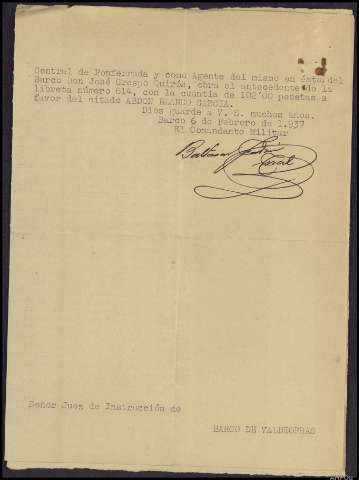 Central de Ponferrada y como Agente del mismo en ésta del
Barco Don José Crespo Quirós, obra el antecedente de la
libreta número 614, con la cuantía de 102'00 pesetas a
favor del citado ABDON BLANCO GARCIA.
Dios guarde a V. S. muchos años.
Barco 6 de Febrero de 1.937
El Comandante Militar
Señor Juez de Instrucción de
BARCO DE VALDEORRAS